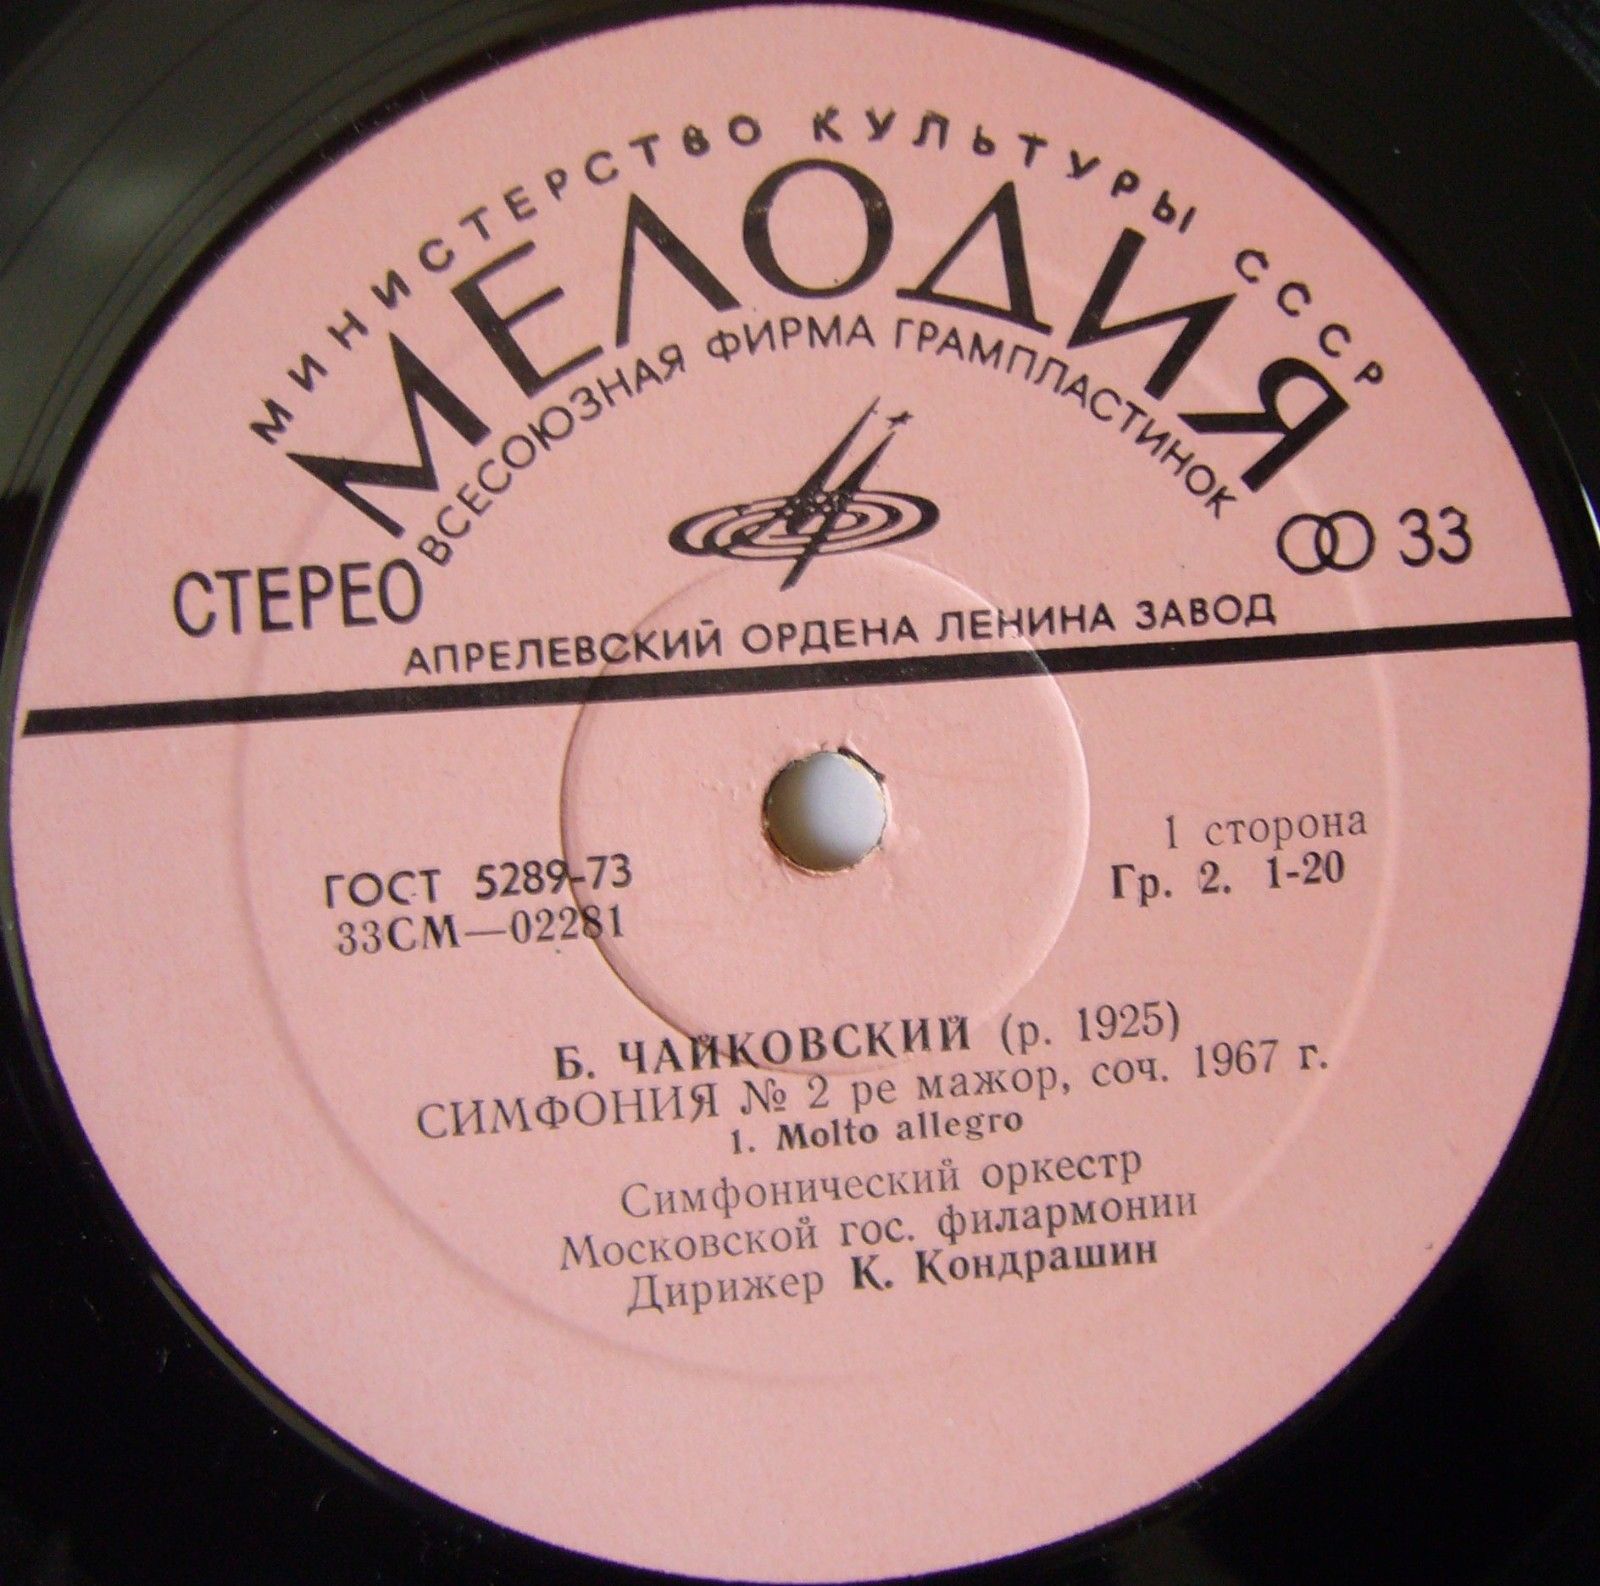 МИНИСТЕРСТВО КУЛЬТУРЫ СССР
МЕЛОДИЯ
ВСЕСОЮЗНАЯ ФИРМА ГРАМПЛАСТИНОК
СТЕРЕО
33
АПРЕЛЕВСКИЙ ОРДЕНА ЛЕНИНА ЗАВОД
ГОСТ 5289-73
33СМ—02281
1 сторона
Гр. 2. 1-20
Б. ЧАЙКОВСКИЙ (р. 1925)
СИМФОНИЯ № 2 ре мажор, соч. 1967 г.
1. Molto allegro
Симфонический оркестр
Московской гос. филармонии
Дирижер К. Кондрашин